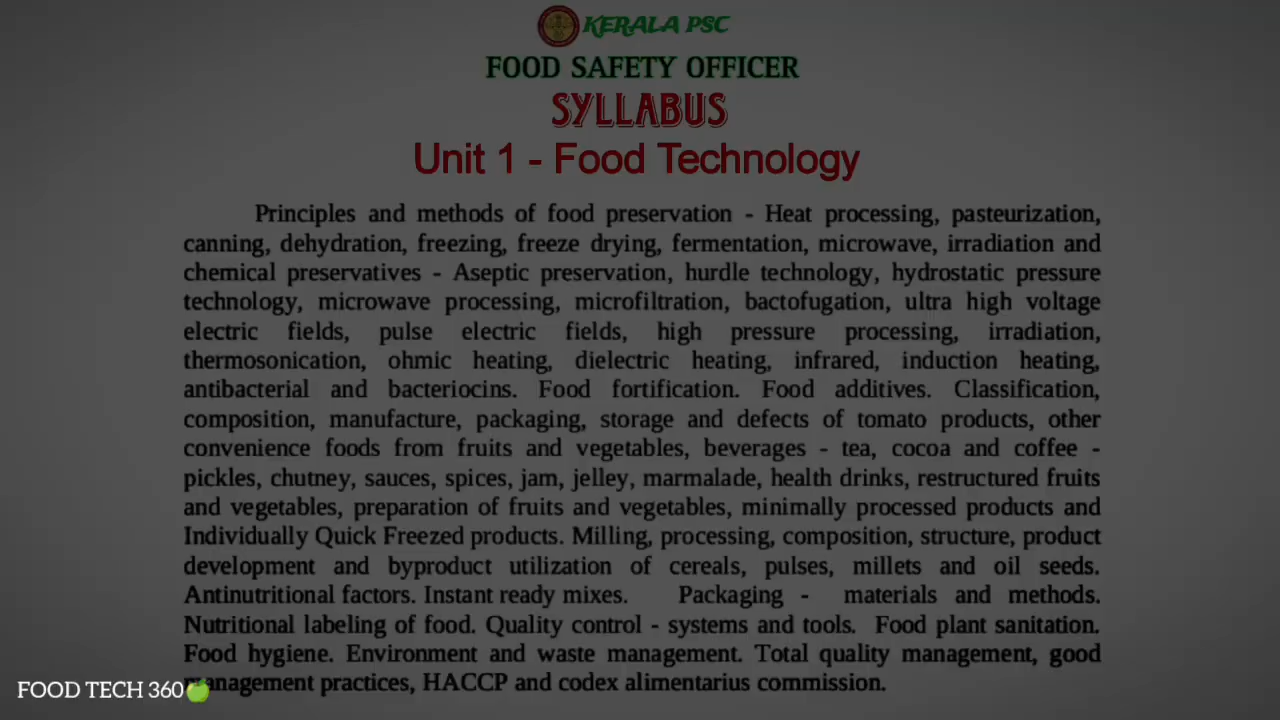 KERALA PSC
FOOD SAFETY OFFICER
SYLLABUS
Unit 1 - Food Technology
Principles and methods of food preservation - Heat processing, pasteurization,
canning, dehydration, freezing, freeze drying, fermentation, microwave, irradiation and
chemical preservatives - Aseptic preservation, hurdle technology, hydrostatic pressure
technology, microwave processing, microfiltration, bactofugation, ultra high voltage
electric fields, pulse electric fields, high pressure processing, irradiation,
thermosonication, ohmic heating, dielectric heating, infrared, induction heating,
antibacterial and bacteriocins. Food fortification. Food additives. Classification,
composition, manufacture, packaging, storage and defects of tomato products, other
convenience foods from fruits and vegetables, beverages - tea, cocoa and coffee -
pickles, chutney, sauces, spices, jam, jelley, marmalade, health drinks, restructured fruits
and vegetables, preparation of fruits and vegetables, minimally processed products and
Individually Quick Freezed products. Milling, processing, composition, structure, product
development and byproduct utilization of cereals, pulses, millets and oil seeds.
Antinutritional factors. Instant ready mixes. Packaging - materials and methods.
Nutritional labeling of food. Quality control - systems and tools. Food plant sanitation.
Food hygiene. Environment and waste management. Total quality management, good
management practices, HACCP and codex alimentarius commission.
FOOD TECH 360